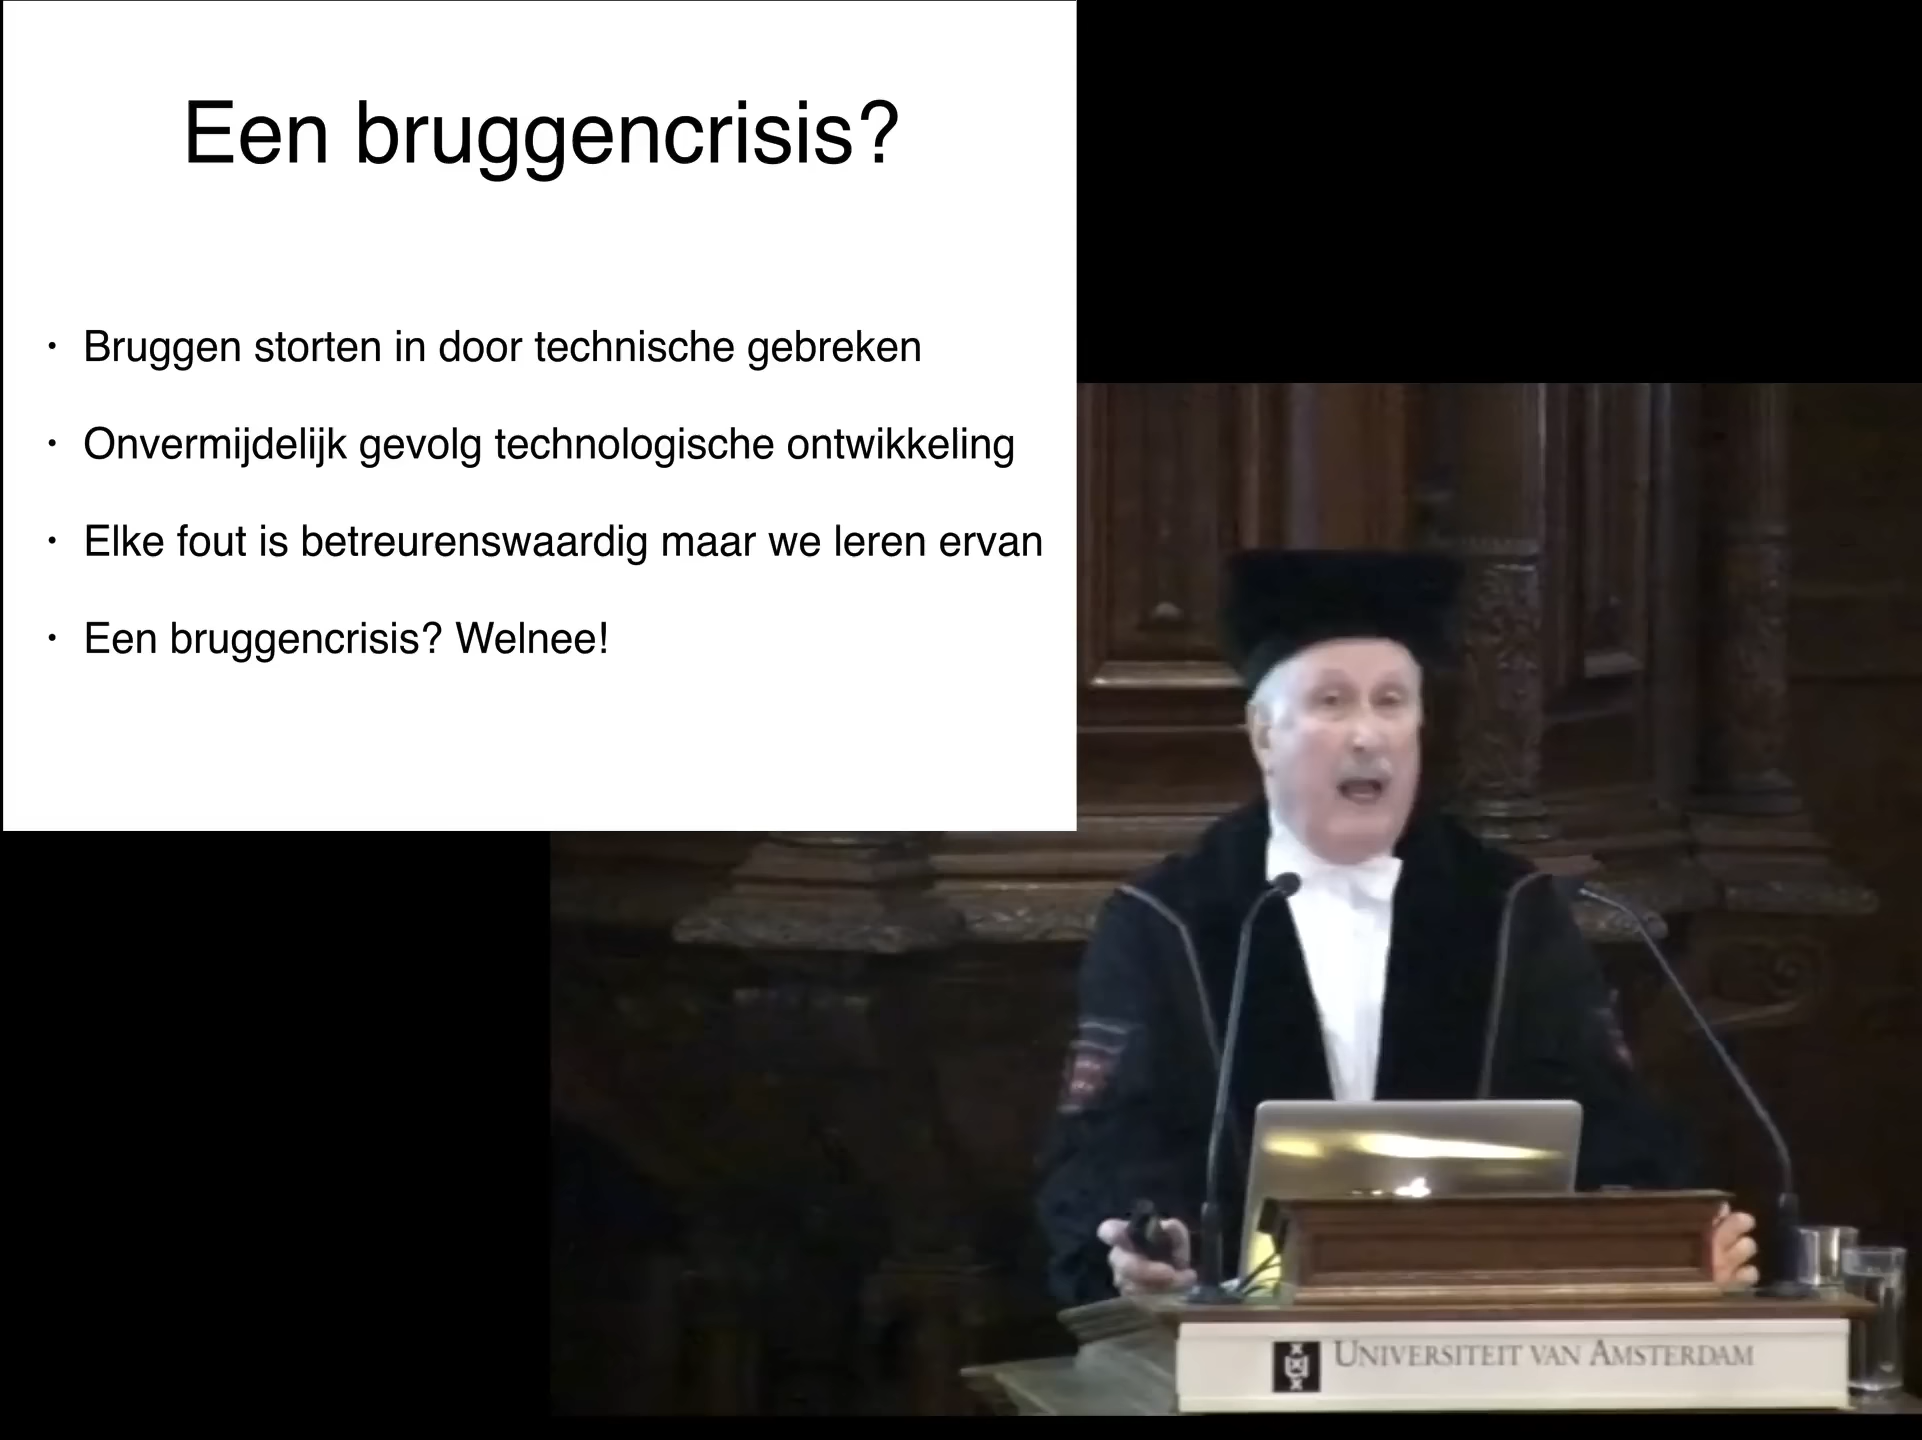 Een bruggencrisis?
• Bruggen storten in door technische gebreken
• Onvermijdelijk gevolg technologische ontwikkeling
• Elke fout is betreurenswaardig maar we leren ervan
• Een bruggencrisis? Welnee!
UNIVERSITEIT VAN AMSTERDAM